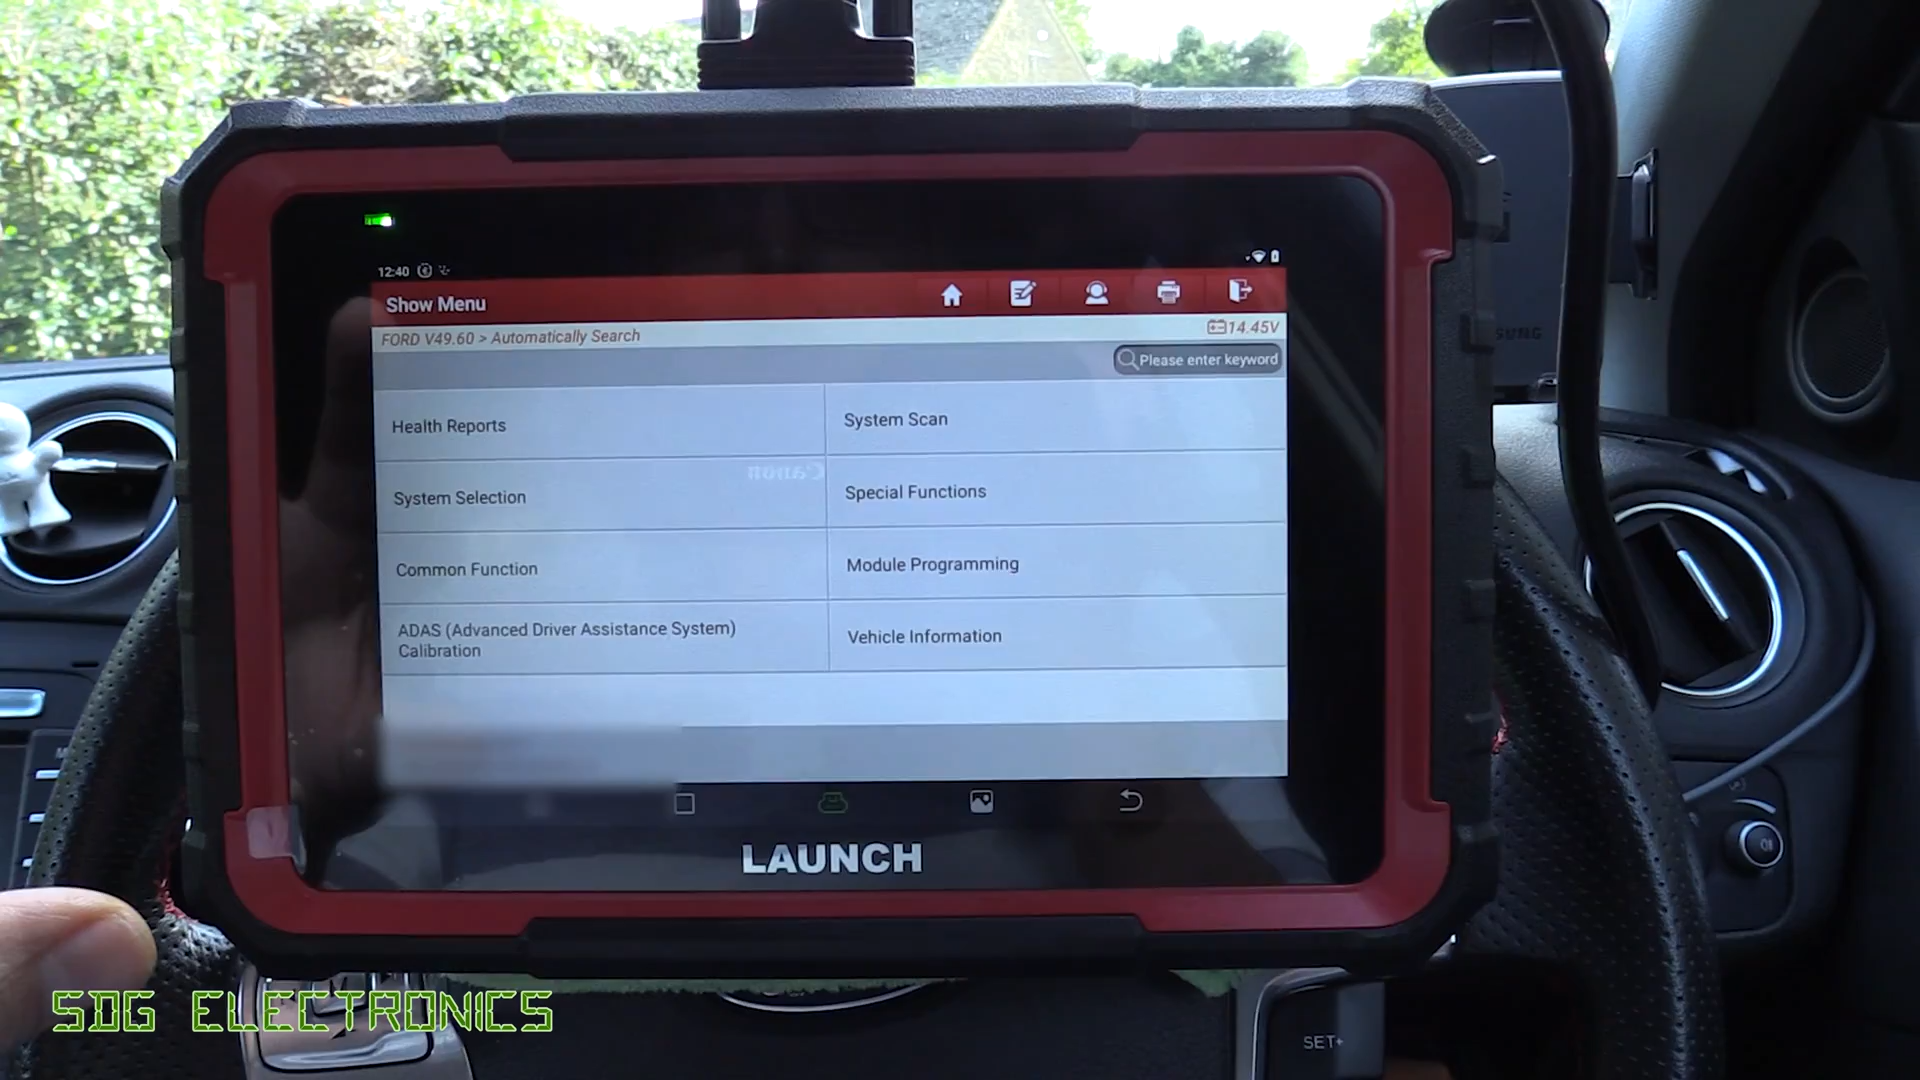 12:40
Show Menu
FORD V49.60 > Automatically Search
14.45V
Please enter keyword
Health Reports
System Scan
Canon
System Selection
Special Functions
Common Function
Module Programming
ADAS (Advanced Driver Assistance System)
Calibration
Vehicle Information
LAUNCH
SDG ELECTRONICS
SET+